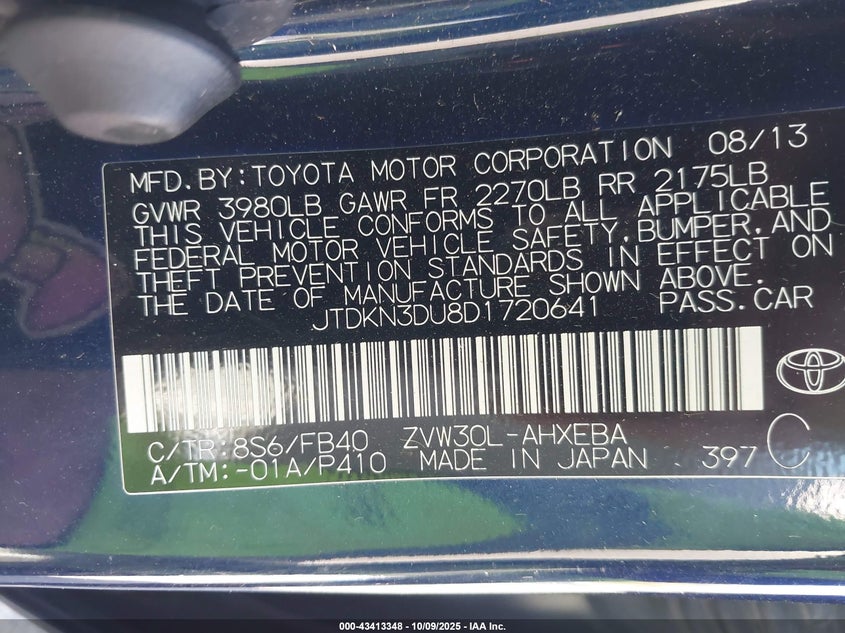 MFD.BY:TOYOTA MOTOR CORPORATION 08/13
GVWR 3980LB GAWR FR 2270LB RR 2175LB
THIS VEHICLE CONFORMS TO ALL APPLICABLE
FEDERAL MOTOR VEHICLE SAFETY,BUMPER,AND
THEFT PREVENTION STANDARDS IN EFFECT ON
THE DATE OF MANUFACTURE SHOWN ABOVE.
JTDKN3DU8D1720641 PASS.CAR
C/TR:8S6/FB40 ZVW30L-AHXEBA
A/TM:-01A/P410 MADE IN JAPAN 397 C
000-43413348 - 10/09/2025 - IAA Inc.